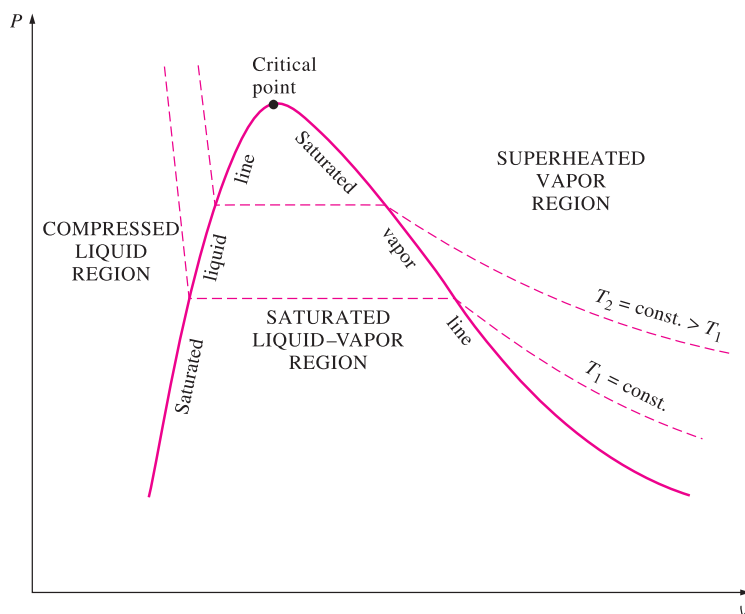 P
Critical
point
Saturated
line
SUPERHEATED
VAPOR
REGION
COMPRESSED
LIQUID
REGION
liquid
vapor
T₂ = const. > T₁
SATURATED
LIQUID–VAPOR
REGION
line
Saturated
T₁ = const.